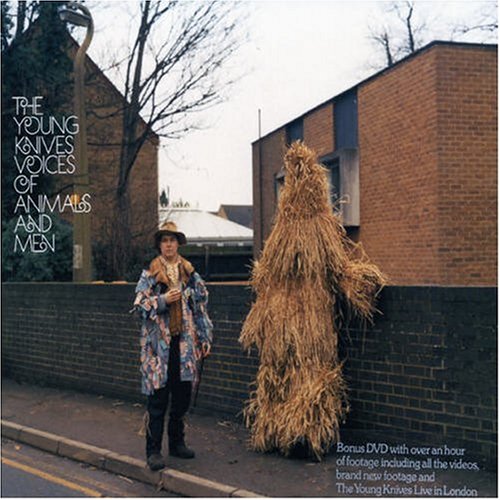 THE
YOUNG
KNIVES
VOICES
OF
ANIMALS
AND
MEN
Bonus DVD with over an hour
of footage including all the videos,
brand new footage and
The Young Knives Live in London